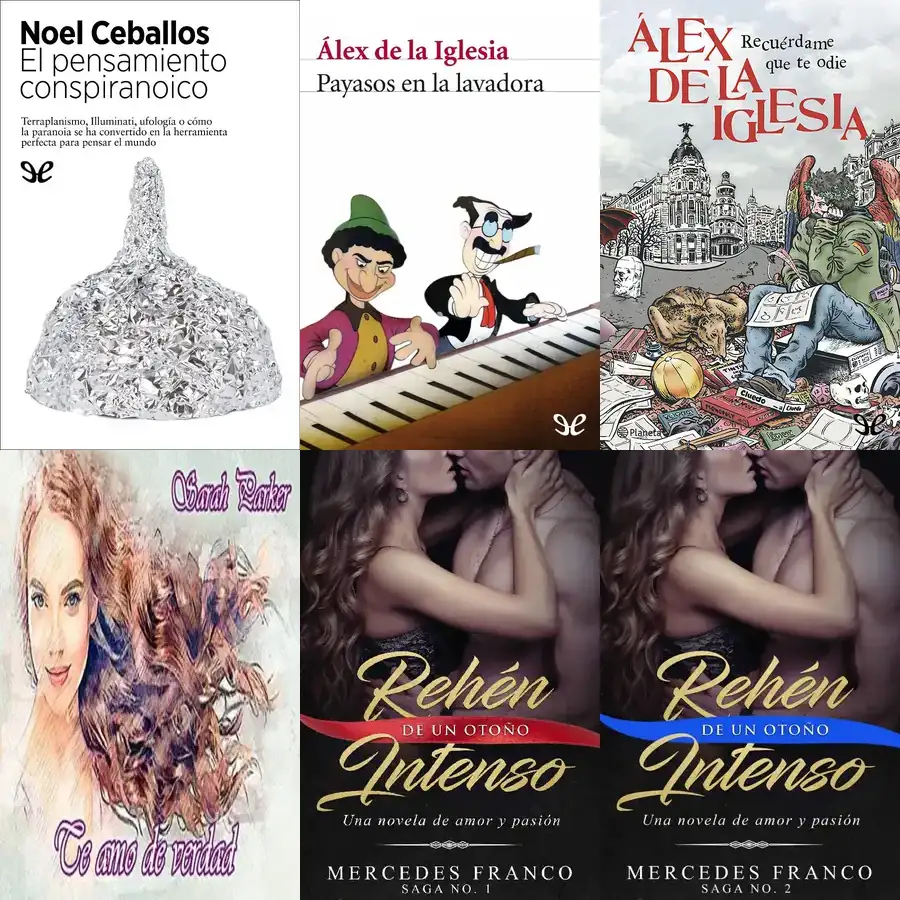 Noel Ceballos
El pensamiento
conspiranoico
Terraplanismo, Illuminati, ufología o cómo
la paranoia se ha convertido en la herramienta
perfecta para pensar el mundo
Álex de la Iglesia
Payasos en la lavadora
ÁLEX
DE LA
IGLESIA
Recuérdame
que te odie
Cluedo
Cluedo
Planeta
Sarah Parker
Te amo de verdad
Rehén
DE UN OTOÑO
Intenso
Una novela de amor y pasión
MERCEDES FRANCO
SAGA NO. 1
Rehén
DE UN OTOÑO
Intenso
Una novela de amor y pasión
MERCEDES FRANCO
SAGA NO. 2